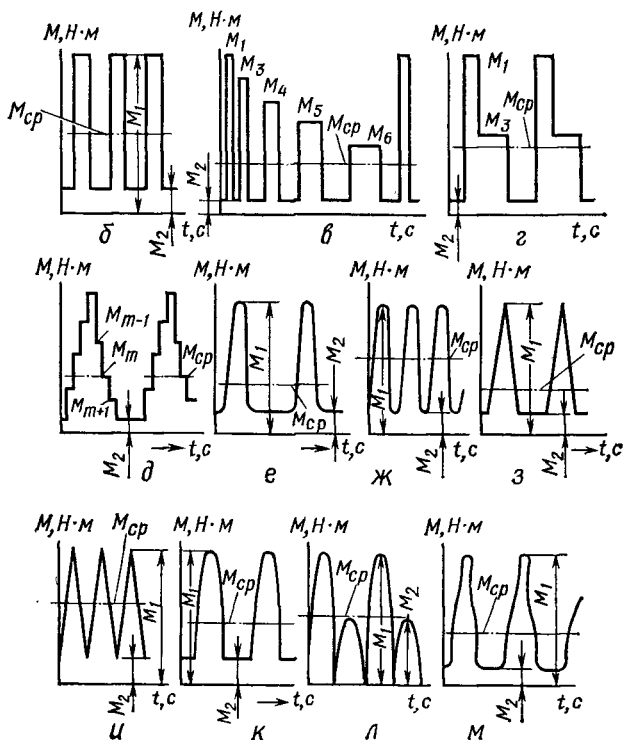 М, Н·м
М, Н·м
М, Н·м
М₁
М₃
М₄
М₅
Мср
М₆
М₂
Мср
М₁
М₂
t, с
б
t, с
в
М₁
Мср
М₃
М₂
t, с
г
М, Н·м
М, Н·м
М, Н·м
М, Н·м
Мm-1
Мm
Мср
Мm+1
М₂
t, с
д
М₁
М₂
Мср
t, с
е
Мср
М₁
М₂
t, с
ж
М₁
Мср
М₂
t, с
з
М, Н·м
М, Н·м
М, Н·м
М, Н·м
Мср
М₁
М₂
t, с
и
М₁
Мср
М₂
t, с
к
Мср
М₂
М₁
t, с
л
Мср
М₁
М₂
t, с
м